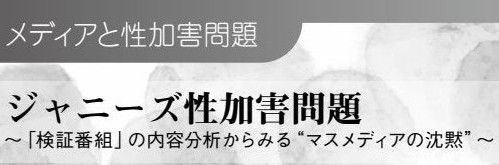 メディアと性加害問題
ジャニーズ性加害問題
~「検証番組」の内容分析からみる“マスメディアの沈黙”~